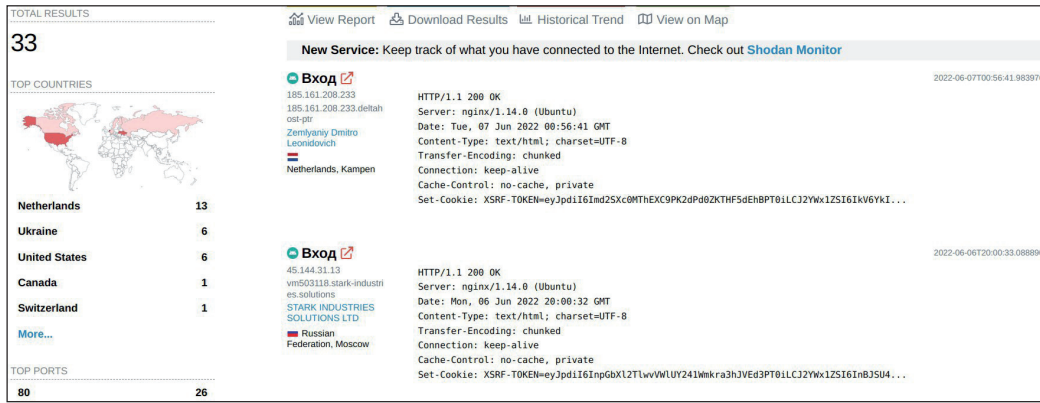 TOTAL RESULTS
33
TOP COUNTRIES
Netherlands 13
Ukraine 6
United States 6
Canada 1
Switzerland 1
More...
TOP PORTS
80 26
View Report Download Results Historical Trend View on Map
New Service: Keep track of what you have connected to the Internet. Check out Shodan Monitor
Вход
2022-06-07T00:56:41.98397
185.161.208.233
185.161.208.233.deltah
ost-ptr
Zemlyaniy Dmitro
Leonidovich
Netherlands, Kampen
HTTP/1.1 200 OK
Server: nginx/1.14.0 (Ubuntu)
Date: Tue, 07 Jun 2022 00:56:41 GMT
Content-Type: text/html; charset=UTF-8
Transfer-Encoding: chunked
Connection: keep-alive
Cache-Control: no-cache, private
Set-Cookie: XSRF-TOKEN=eyJpdiI6Imd2SXc0MThEXC9PK2dPd0ZKTHF5dEhBPT0iLCJ2YWx1ZSI6IkV6YkI...
Вход
2022-06-06T20:00:33.08889
45.144.31.13
vm503118.stark-industri
es.solutions
STARK INDUSTRIES
SOLUTIONS LTD
Russian
Federation, Moscow
HTTP/1.1 200 OK
Server: nginx/1.14.0 (Ubuntu)
Date: Mon, 06 Jun 2022 20:00:32 GMT
Content-Type: text/html; charset=UTF-8
Transfer-Encoding: chunked
Connection: keep-alive
Cache-Control: no-cache, private
Set-Cookie: XSRF-TOKEN=eyJpdiI6InpGbXl2TlwvVWlUY241Wmkra3hJVEd3PT0iLCJ2YWx1ZSI6InBJSU4...